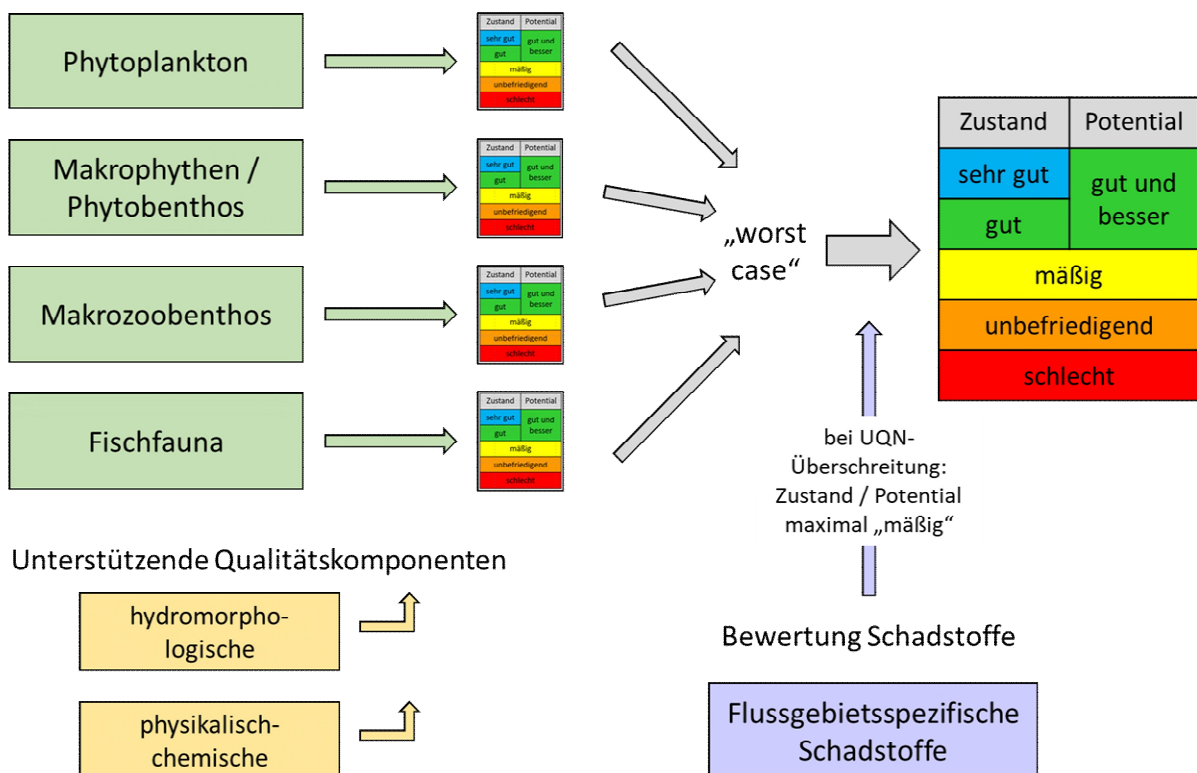 Phytoplankton
Zustand Potential
sehr gut
gut und
besser
gut
mäßig
unbefriedigend
schlecht
Makrophythen /
Phytobenthos
Zustand Potential
sehr gut
gut und
besser
gut
mäßig
unbefriedigend
schlecht
Makrozoobenthos
Zustand Potential
sehr gut
gut und
besser
gut
mäßig
unbefriedigend
schlecht
Fischfauna
Zustand Potential
sehr gut
gut und
besser
gut
mäßig
unbefriedigend
schlecht
„worst
case“
Zustand Potential
sehr gut
gut und
besser
gut
mäßig
unbefriedigend
schlecht
bei UQN-
Überschreitung:
Zustand / Potential
maximal „mäßig“
Unterstützende Qualitätskomponenten
hydromorpho-
logische
physikalisch-
chemische
Bewertung Schadstoffe
Flussgebietsspezifische
Schadstoffe